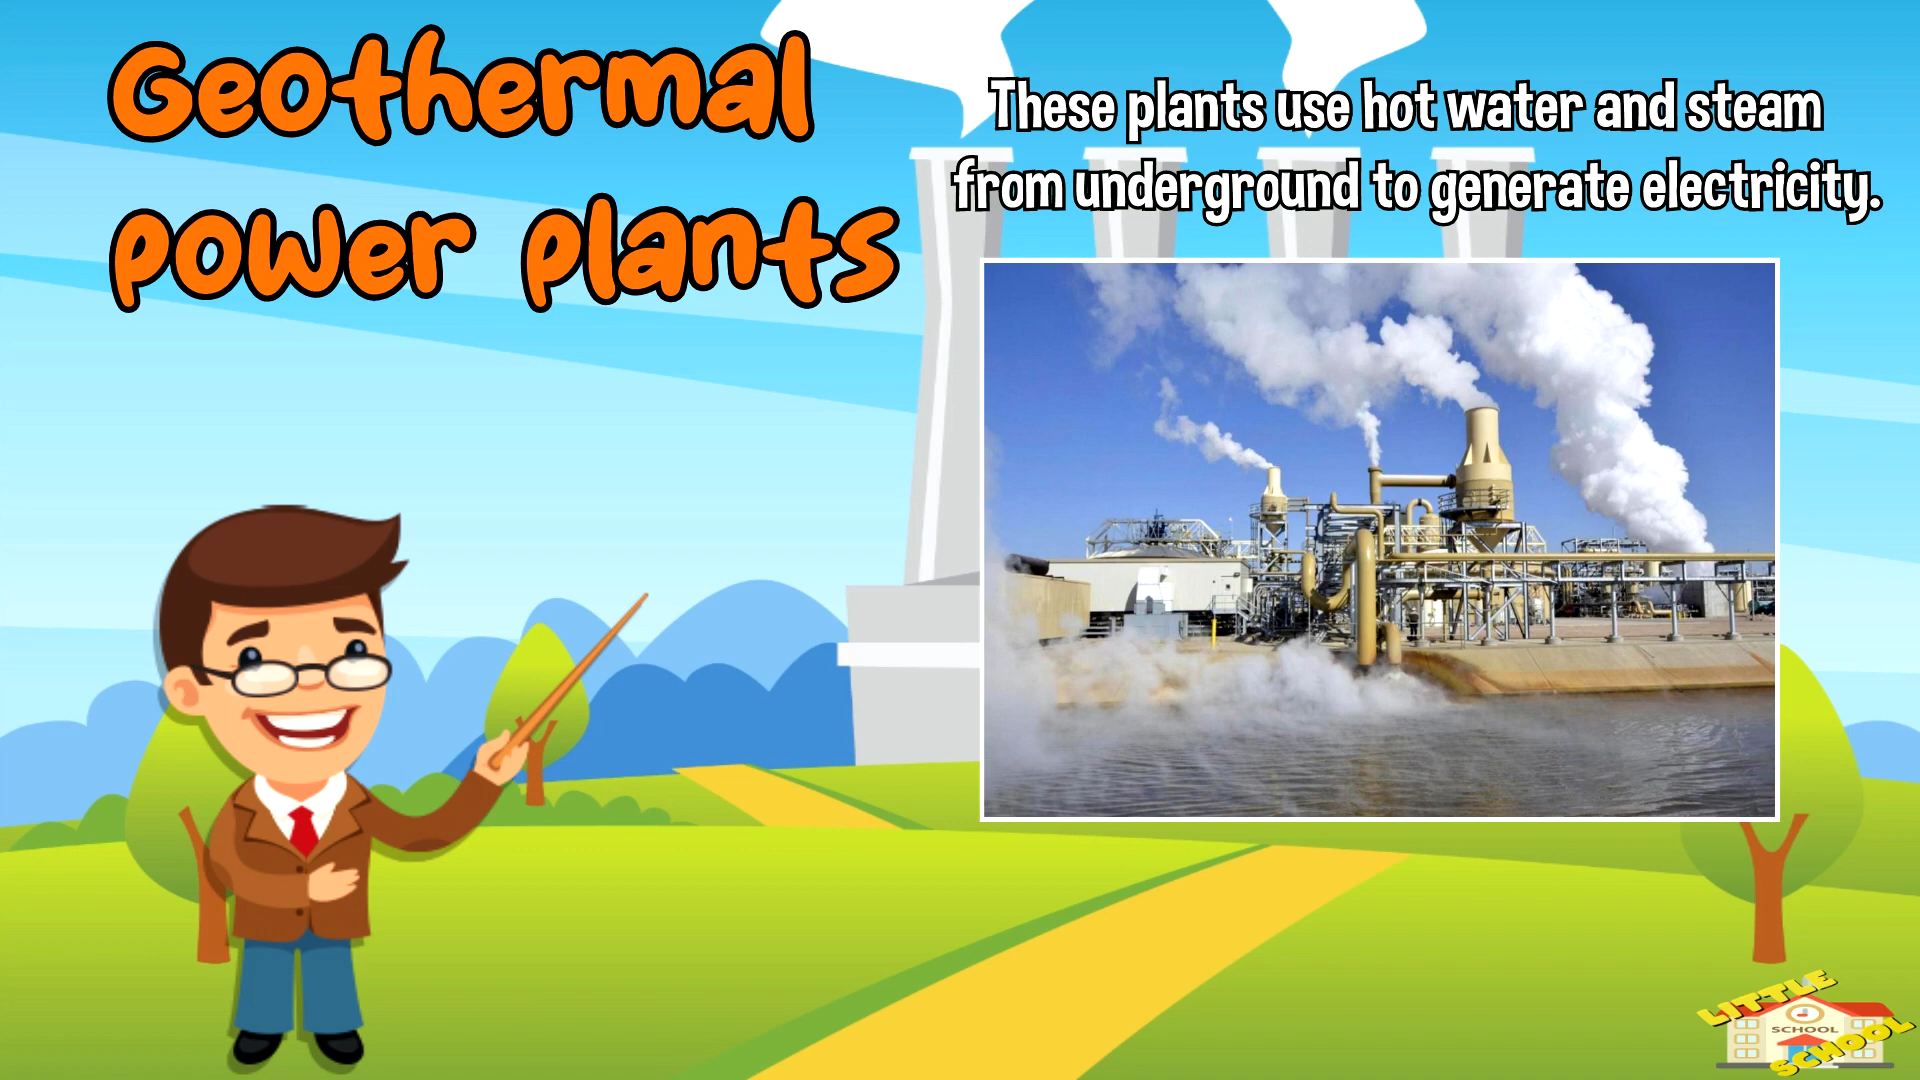 Geothermal
power plants
These plants use hot water and steam
from underground to generate electricity.
LITTLE
SCHOOL
SCHOOL